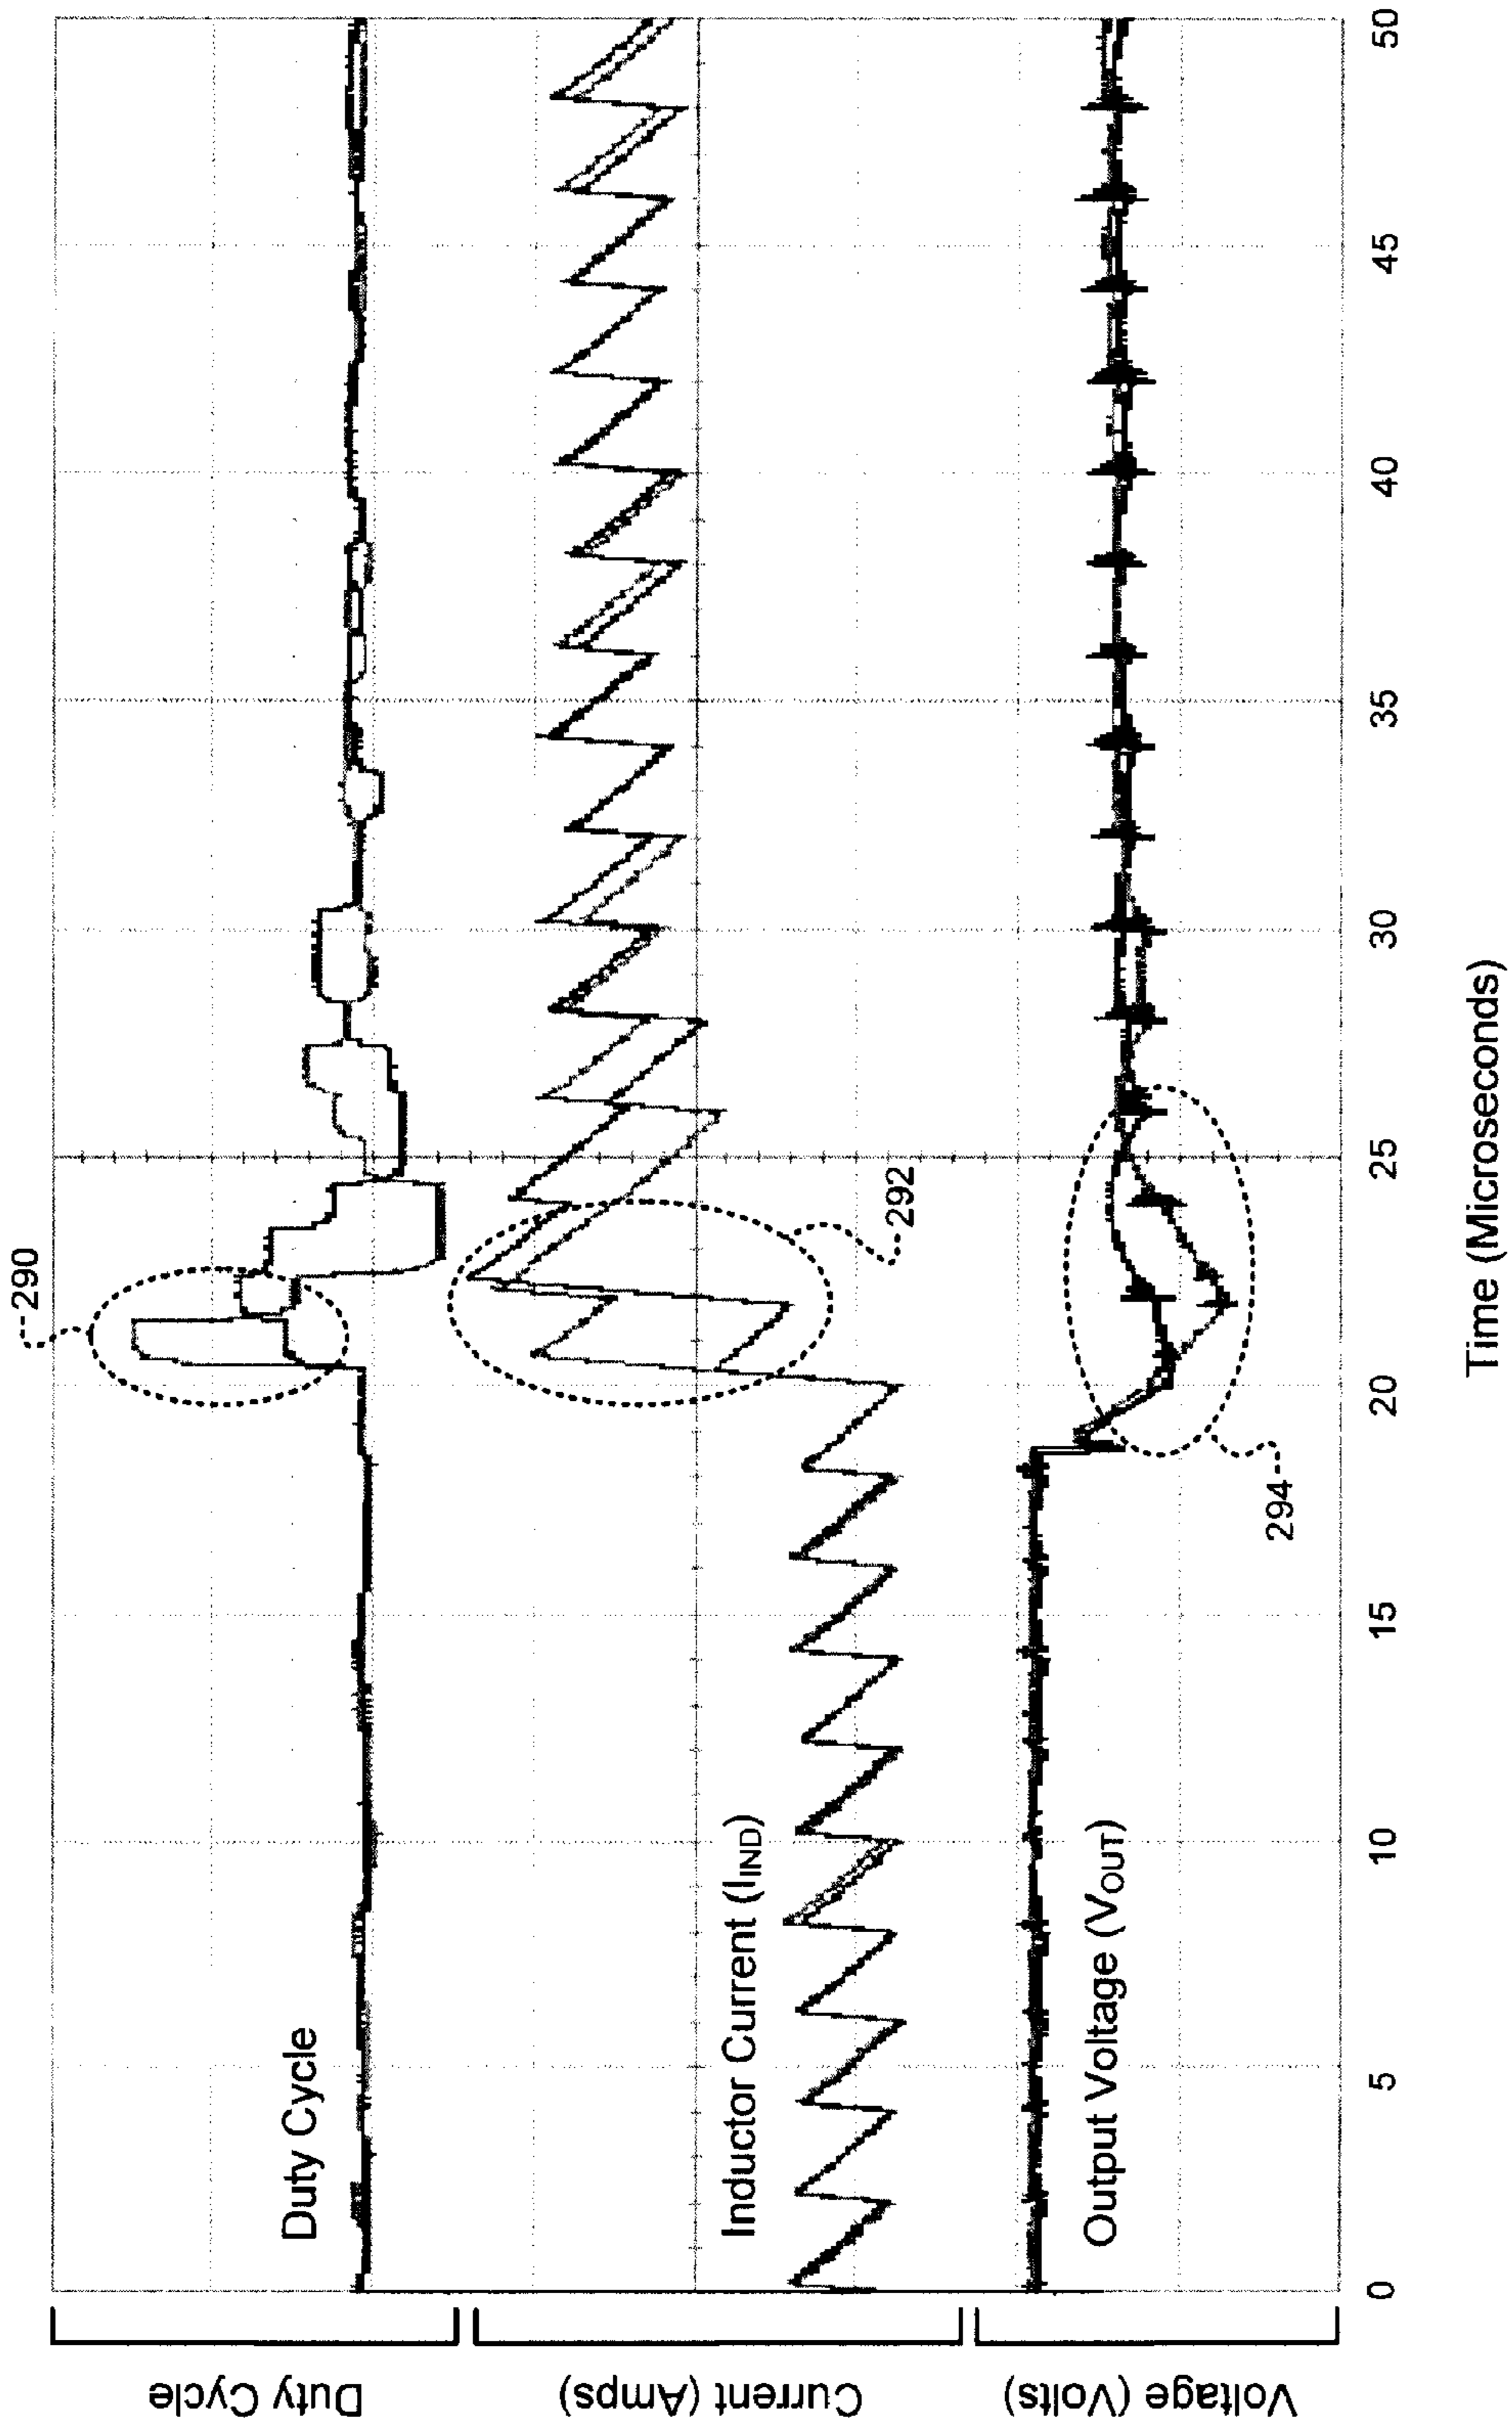 290
Duty Cycle
Duty Cycle
292
Inductor Current (IIND)
Current (Amps)
294
Output Voltage (VOUT)
Voltage (Volts)
0 5 10 15 20 25 30 35 40 45 50
Time (Microseconds)